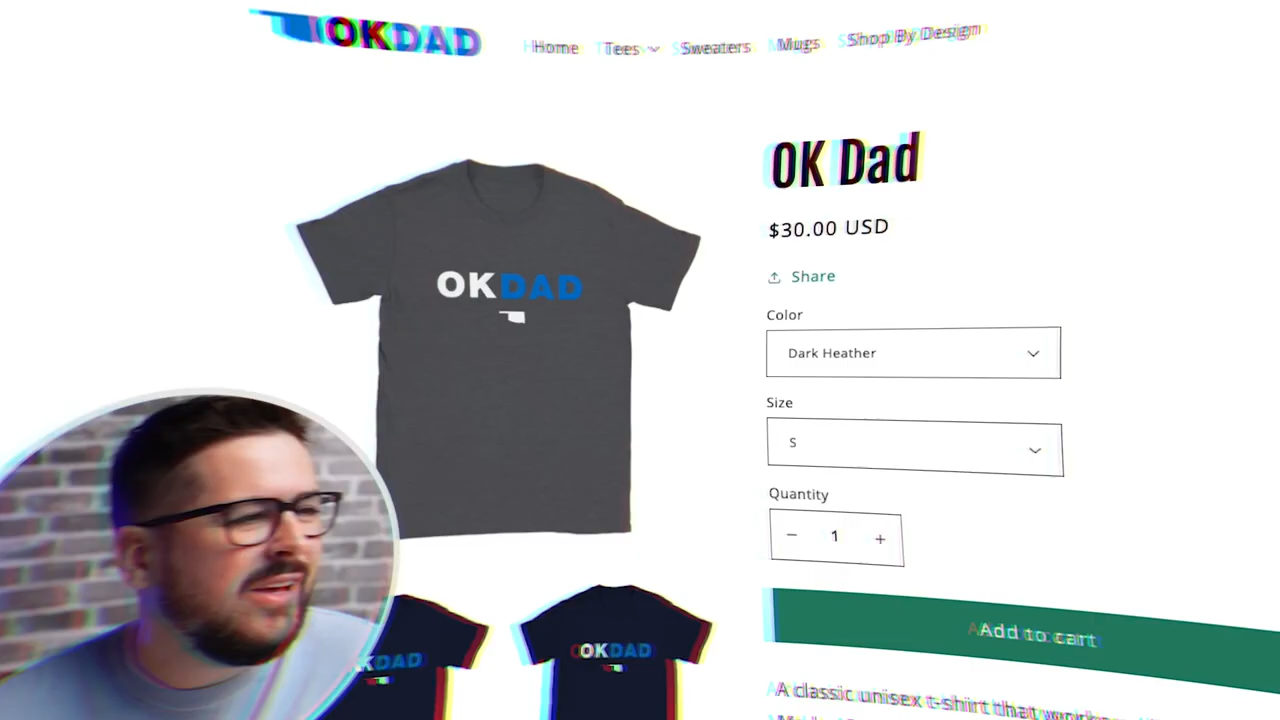 OKDAD
Home Tees Sweaters Mugs Shop By Design
OK Dad
$30.00 USD
Share
Color
Dark Heather
Size
S
Quantity
− 1 +
Add to cart
A classic unisex t-shirt that
OKDAD
KDAD
OKDAD